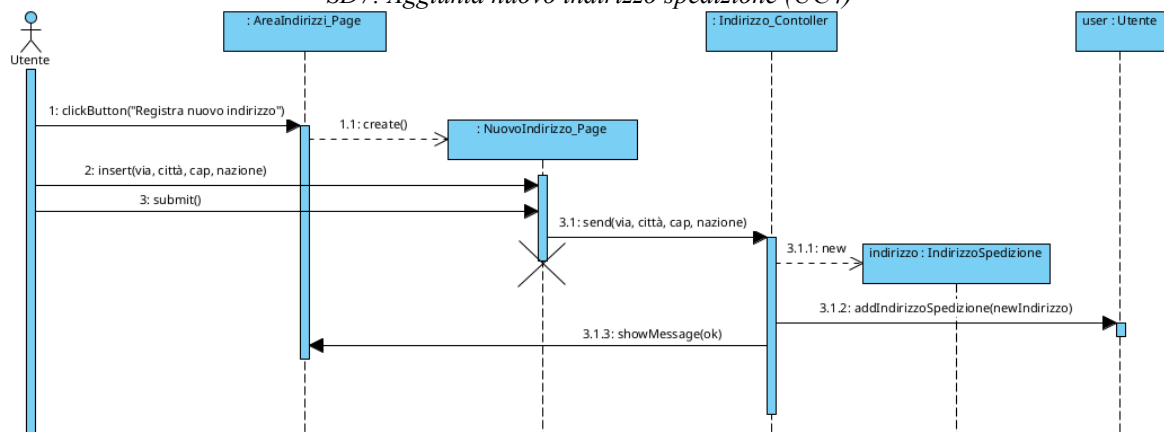 SD7: Aggiunta nuovo indirizzo spedizione (UC4)
: AreaIndirizzi_Page
: Indirizzo_Contoller
user : Utente
Utente
1: clickButton("Registra nuovo indirizzo")
1.1: create()
: NuovoIndirizzo_Page
2: insert(via, città, cap, nazione)
3: submit()
3.1: send(via, città, cap, nazione)
3.1.1: new
indirizzo : IndirizzoSpedizione
3.1.2: addIndirizzoSpedizione(newIndirizzo)
3.1.3: showMessage(ok)